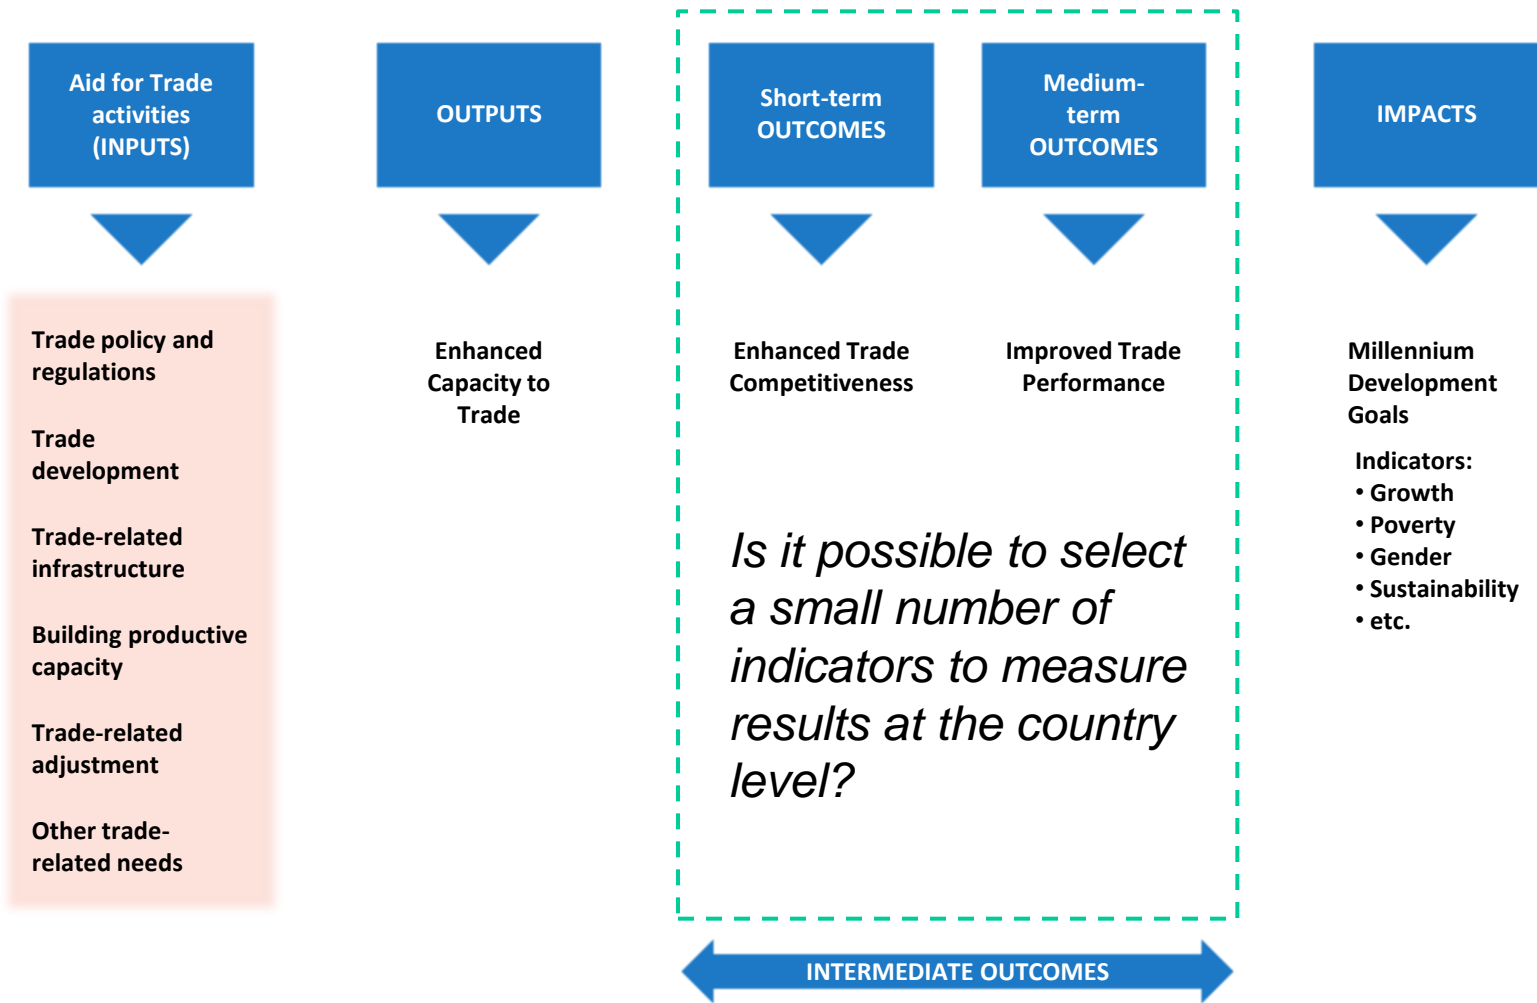 Aid for Trade
activities
(INPUTS)
Trade policy and
regulations
Trade
development
Trade-related
infrastructure
Building productive
capacity
Trade-related
adjustment
Other trade-
related needs
OUTPUTS
Enhanced
Capacity to
Trade
Short-term
OUTCOMES
Enhanced Trade
Competitiveness
Medium-
term
OUTCOMES
Improved Trade
Performance
Is it possible to select
a small number of
indicators to measure
results at the country
level?
INTERMEDIATE OUTCOMES
IMPACTS
Millennium
Development
Goals
Indicators:
• Growth
• Poverty
• Gender
• Sustainability
• etc.